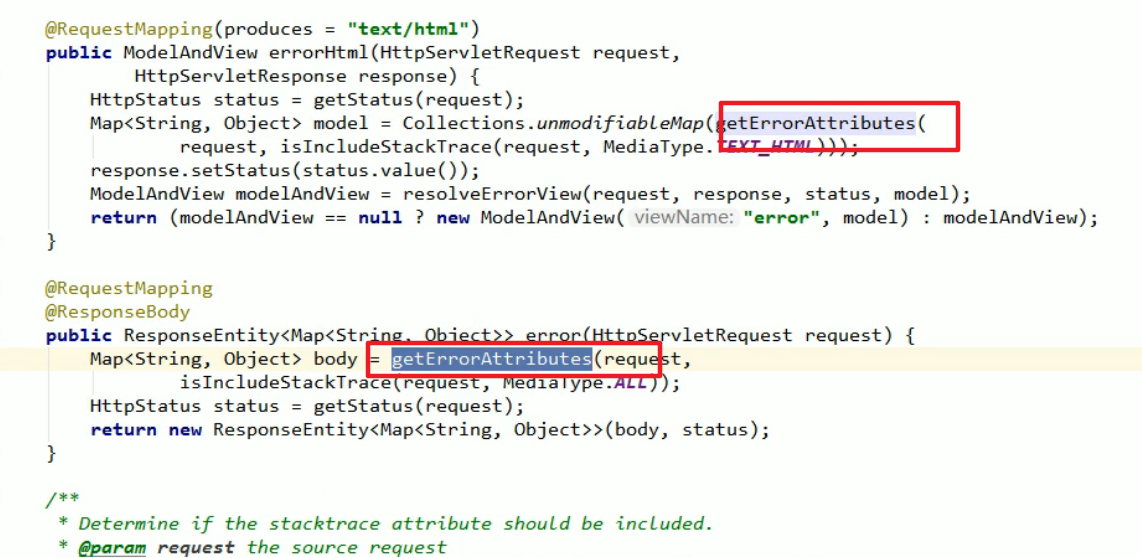 @RequestMapping(produces = "text/html")
public ModelAndView errorHtml(HttpServletRequest request,
HttpServletResponse response) {
HttpStatus status = getStatus(request);
Map<String, Object> model = Collections.unmodifiableMap(getErrorAttributes(
request, isIncludeStackTrace(request, MediaType.TEXT_HTML)));
response.setStatus(status.value());
ModelAndView modelAndView = resolveErrorView(request, response, status, model);
return (modelAndView == null ? new ModelAndView( viewName: "error", model) : modelAndView);
}
@RequestMapping
@ResponseBody
public ResponseEntity<Map<String, Object>> error(HttpServletRequest request) {
Map<String, Object> body = getErrorAttributes(request,
isIncludeStackTrace(request, MediaType.ALL));
HttpStatus status = getStatus(request);
return new ResponseEntity<Map<String, Object>>(body, status);
}
/**
* Determine if the stacktrace attribute should be included.
* @param request the source request